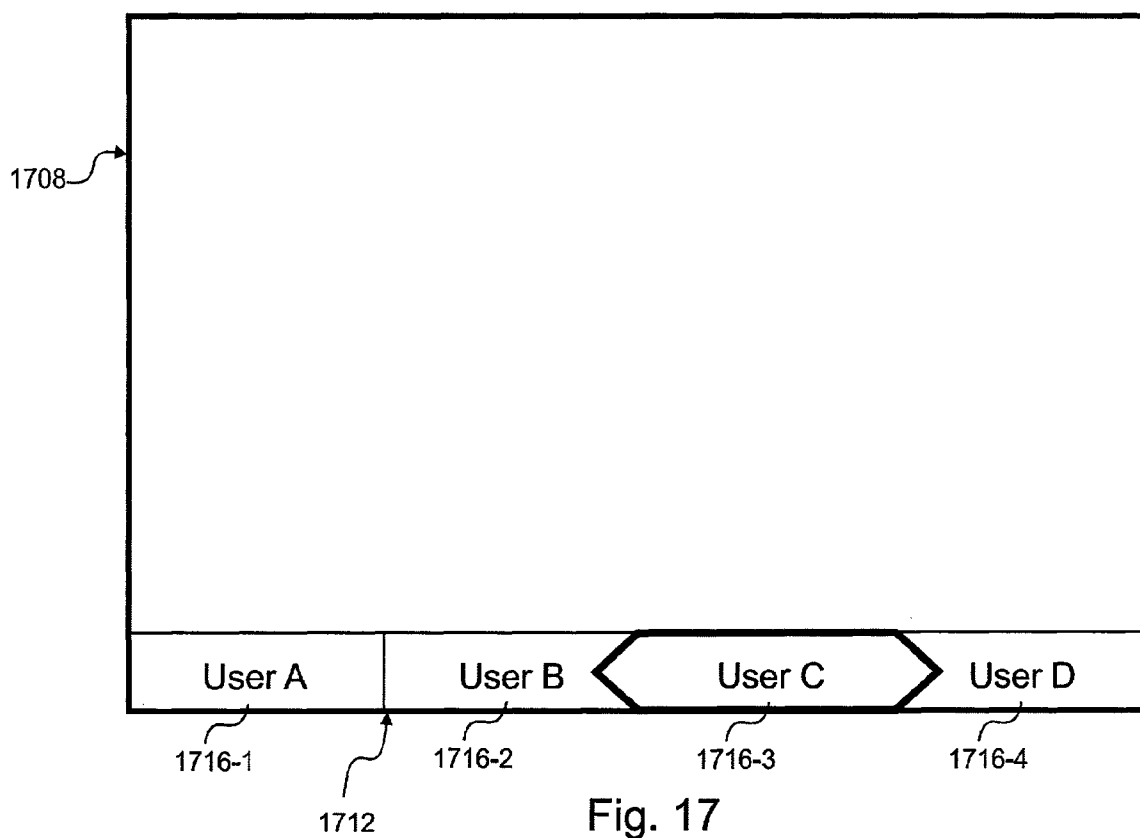 1708
User A
User B
User C
User D
1716-1
1716-2
1716-3
1716-4
1712
Fig. 17